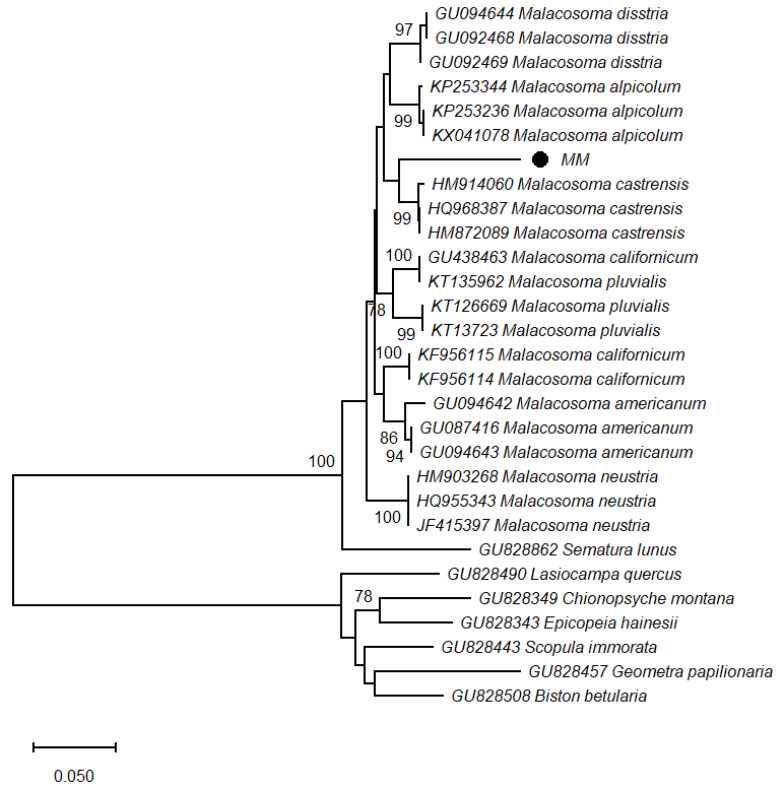 GU094644 Malacosoma disstria
97
GU092468 Malacosoma disstria
GU092469 Malacosoma disstria
KP253344 Malacosoma alpicolum
KP253236 Malacosoma alpicolum
99
KX041078 Malacosoma alpicolum
MM
HM914060 Malacosoma castrensis
HQ968387 Malacosoma castrensis
99
HM872089 Malacosoma castrensis
100
GU438463 Malacosoma californicum
KT135962 Malacosoma pluvialis
78
KT126669 Malacosoma pluvialis
99
KT13723 Malacosoma pluvialis
100
KF956115 Malacosoma californicum
KF956114 Malacosoma californicum
GU094642 Malacosoma americanum
86
GU087416 Malacosoma americanum
94
GU094643 Malacosoma americanum
100
HM903268 Malacosoma neustria
HQ955343 Malacosoma neustria
100
JF415397 Malacosoma neustria
GU828862 Sematura lunus
GU828490 Lasiocampa quercus
78
GU828349 Chionopsyche montana
GU828343 Epicopeia hainesii
GU828443 Scopula immorata
GU828457 Geometra papilionaria
GU828508 Biston betularia
0.050